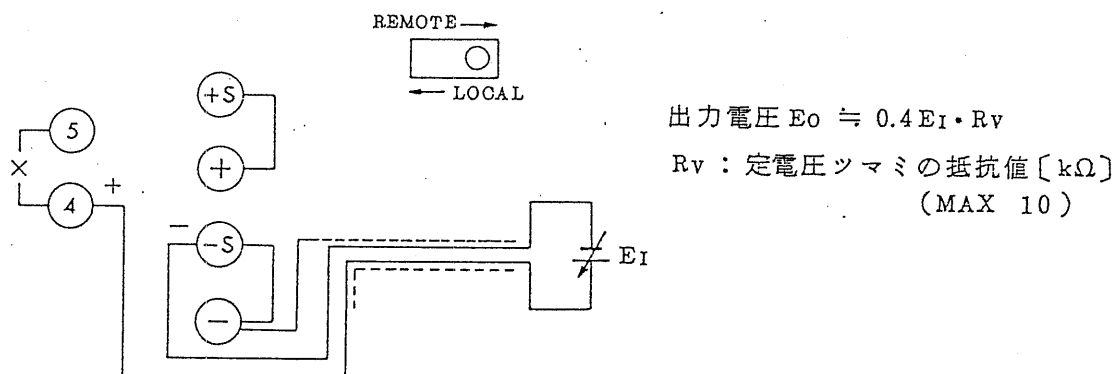 REMOTE
LOCAL
+S
5
+
4
+
−
−S
−
EI
出力電圧 Eo ≒ 0.4EI・Rv
Rv : 定電圧ツマミの抵抗値〔kΩ〕
(MAX 10)